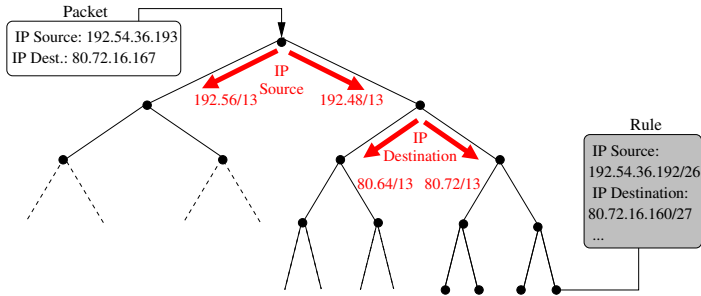 Packet
IP Source: 192.54.36.193
IP Dest.: 80.72.16.167
IP
Source
192.56/13
192.48/13
IP
Destination
80.64/13
80.72/13
Rule
IP Source:
192.54.36.192/26
IP Destination:
80.72.16.160/27
...